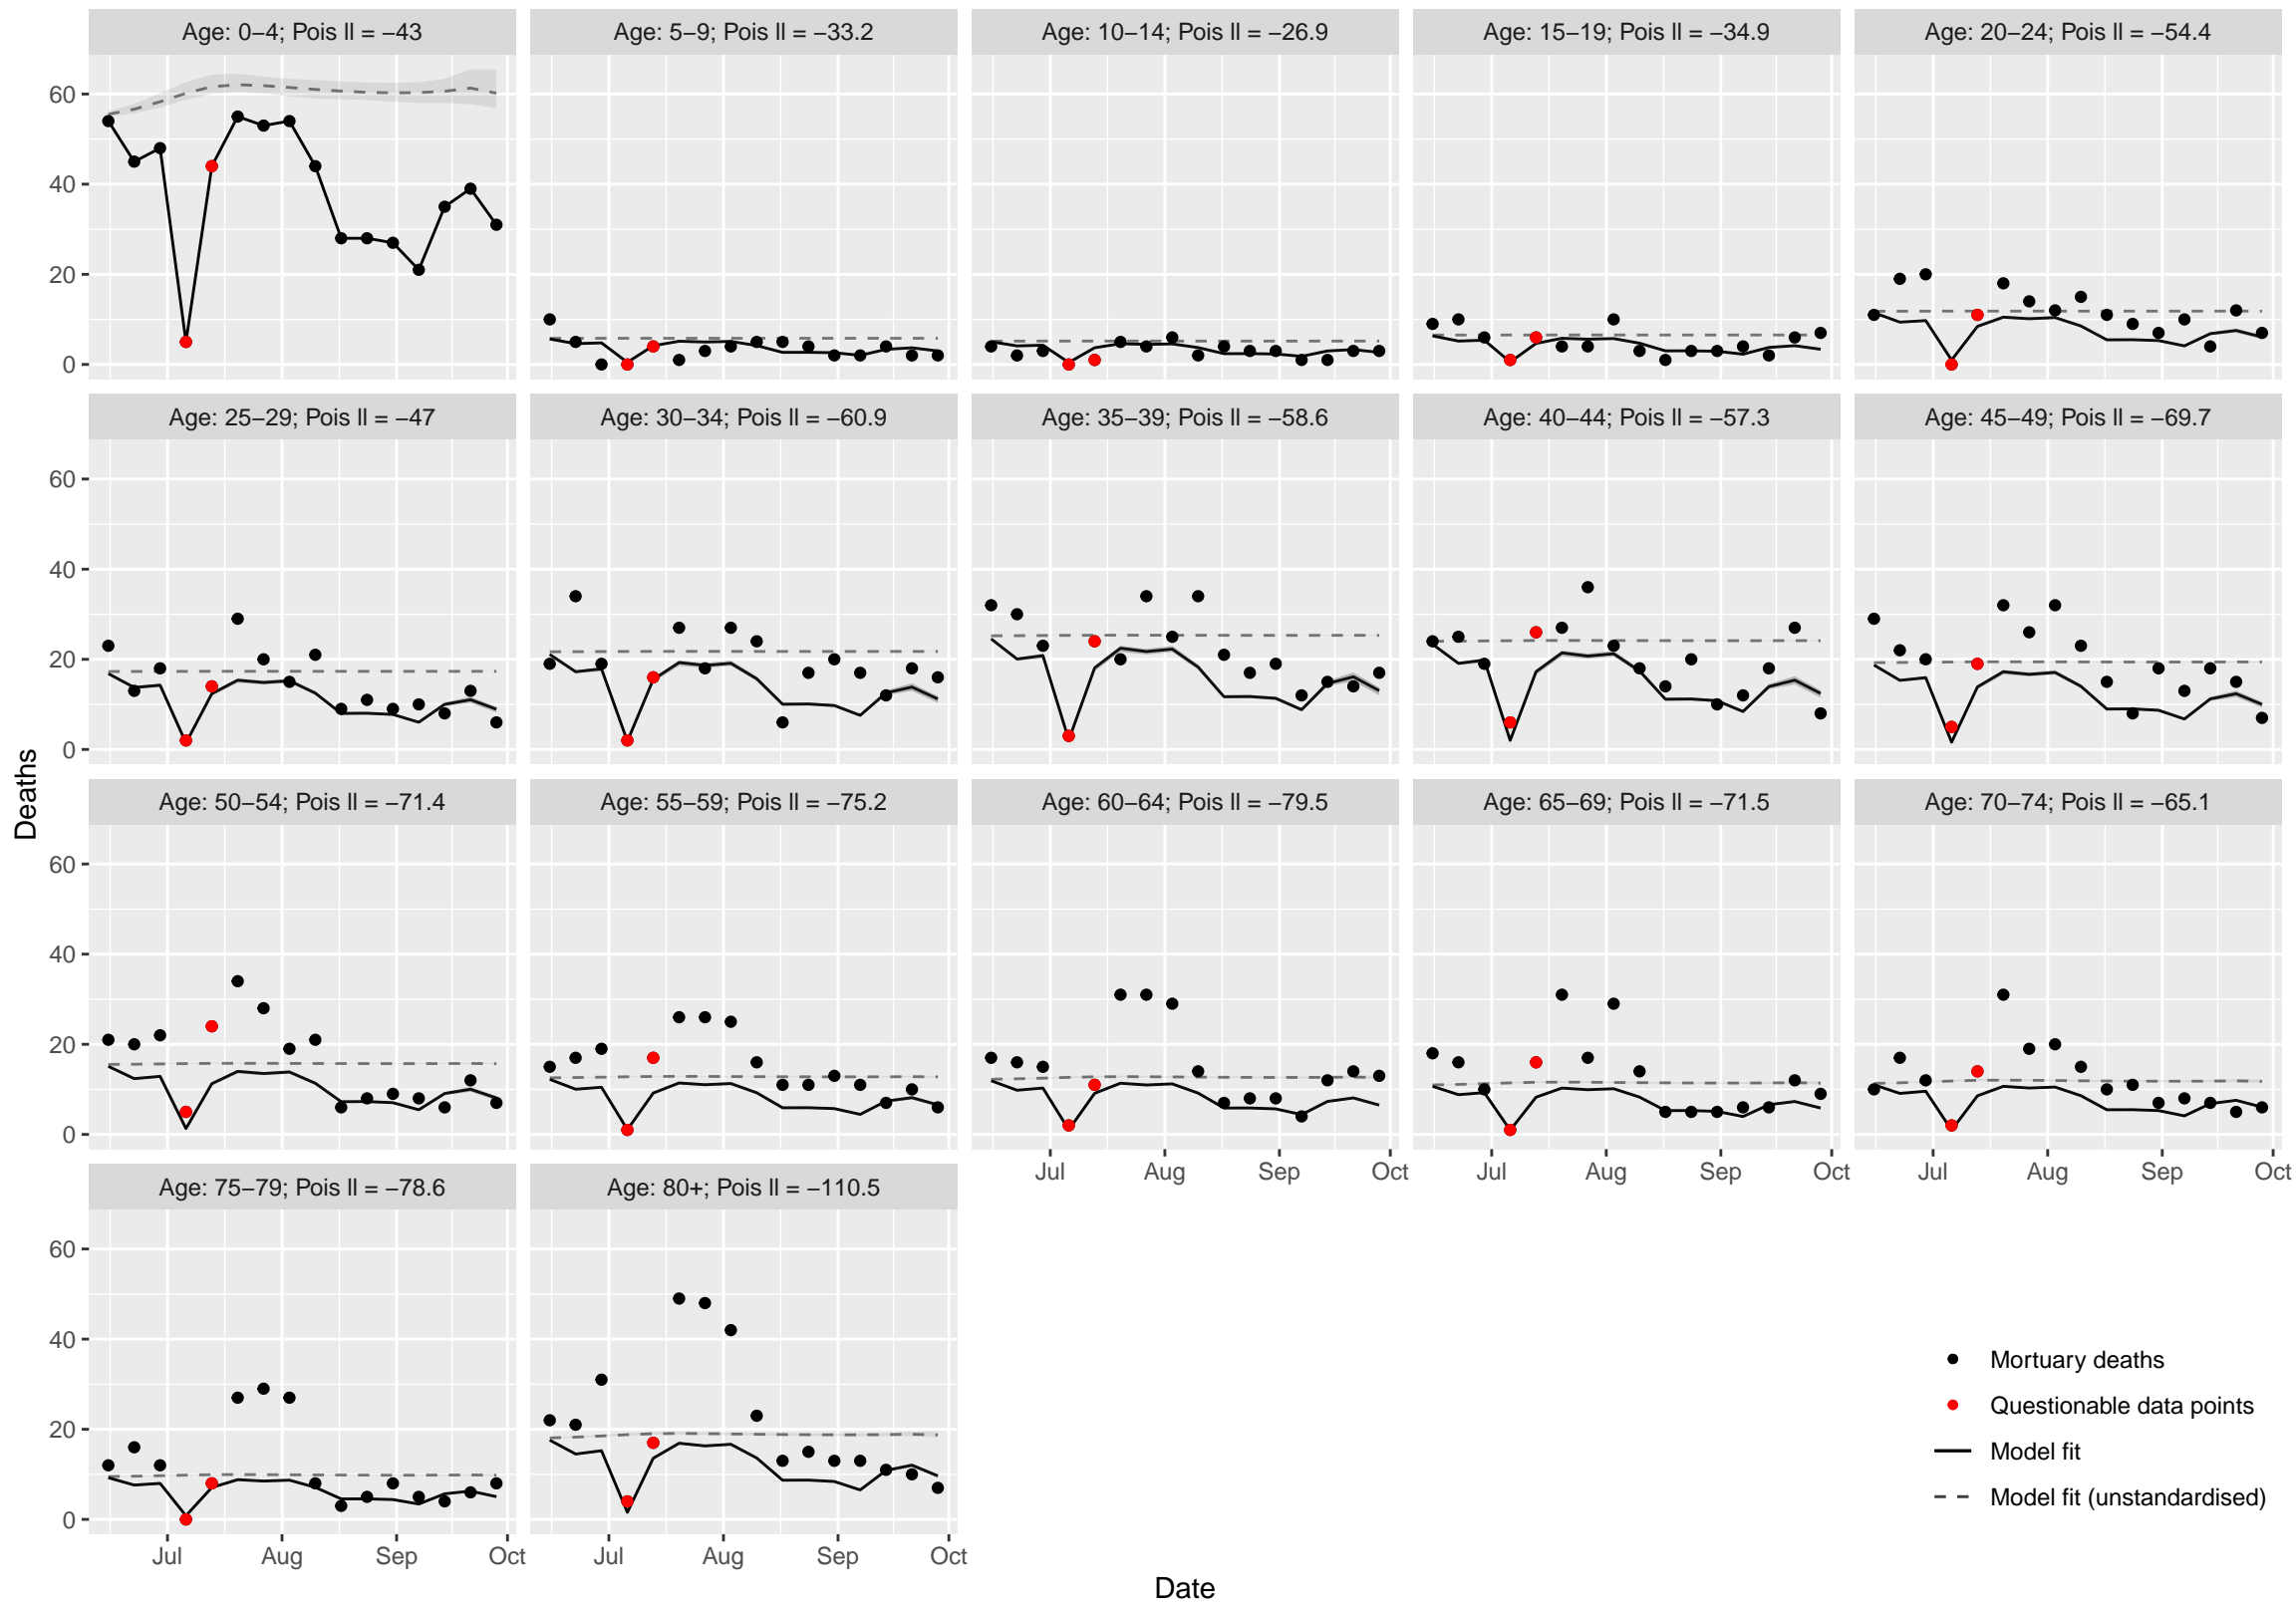 Age: 0−4; Pois ll = −43
Age: 5−9; Pois ll = −33.2
Age: 10−14; Pois ll = −26.9
Age: 15−19; Pois ll = −34.9
Age: 20−24; Pois ll = −54.4
60
40
20
0
Age: 25−29; Pois ll = −47
Age: 30−34; Pois ll = −60.9
Age: 35−39; Pois ll = −58.6
Age: 40−44; Pois ll = −57.3
Age: 45−49; Pois ll = −69.7
60
40
20
0
Deaths
Age: 50−54; Pois ll = −71.4
Age: 55−59; Pois ll = −75.2
Age: 60−64; Pois ll = −79.5
Age: 65−69; Pois ll = −71.5
Age: 70−74; Pois ll = −65.1
60
40
20
0
Jul Aug Sep Oct
Jul Aug Sep Oct
Jul Aug Sep Oct
Age: 75−79; Pois ll = −78.6
Age: 80+; Pois ll = −110.5
60
40
20
0
Jul Aug Sep Oct
Jul Aug Sep Oct
Mortuary deaths
Questionable data points
Model fit
Model fit (unstandardised)
Date